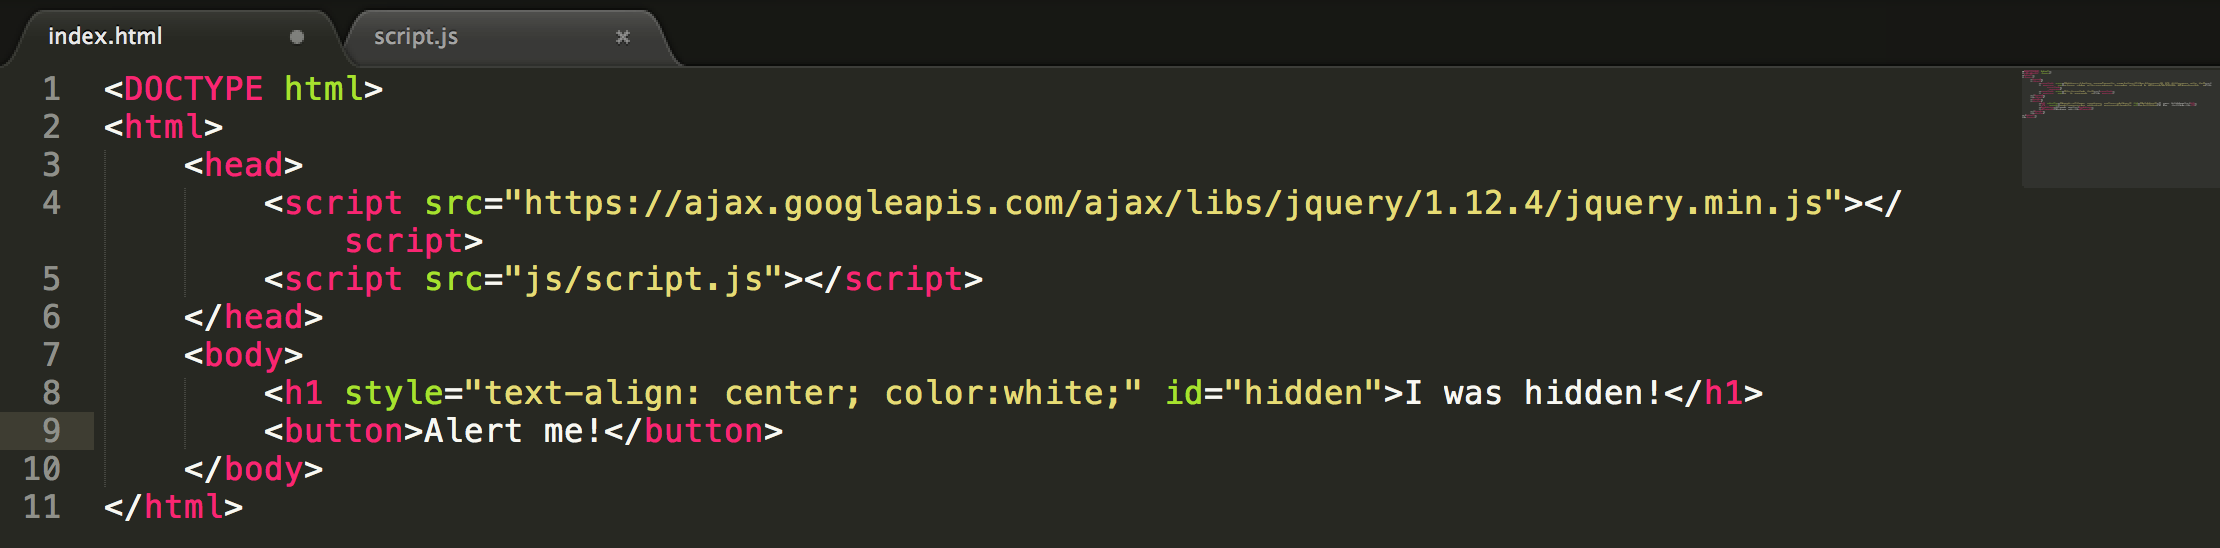 index.html script.js
1 <DOCTYPE html>
2 <html>
3 <head>
4 <script src="https://ajax.googleapis.com/ajax/libs/jquery/1.12.4/jquery.min.js"></
script>
5 <script src="js/script.js"></script>
6 </head>
7 <body>
8 <h1 style="text-align: center; color:white;" id="hidden">I was hidden!</h1>
9 <button>Alert me!</button>
10 </body>
11 </html>